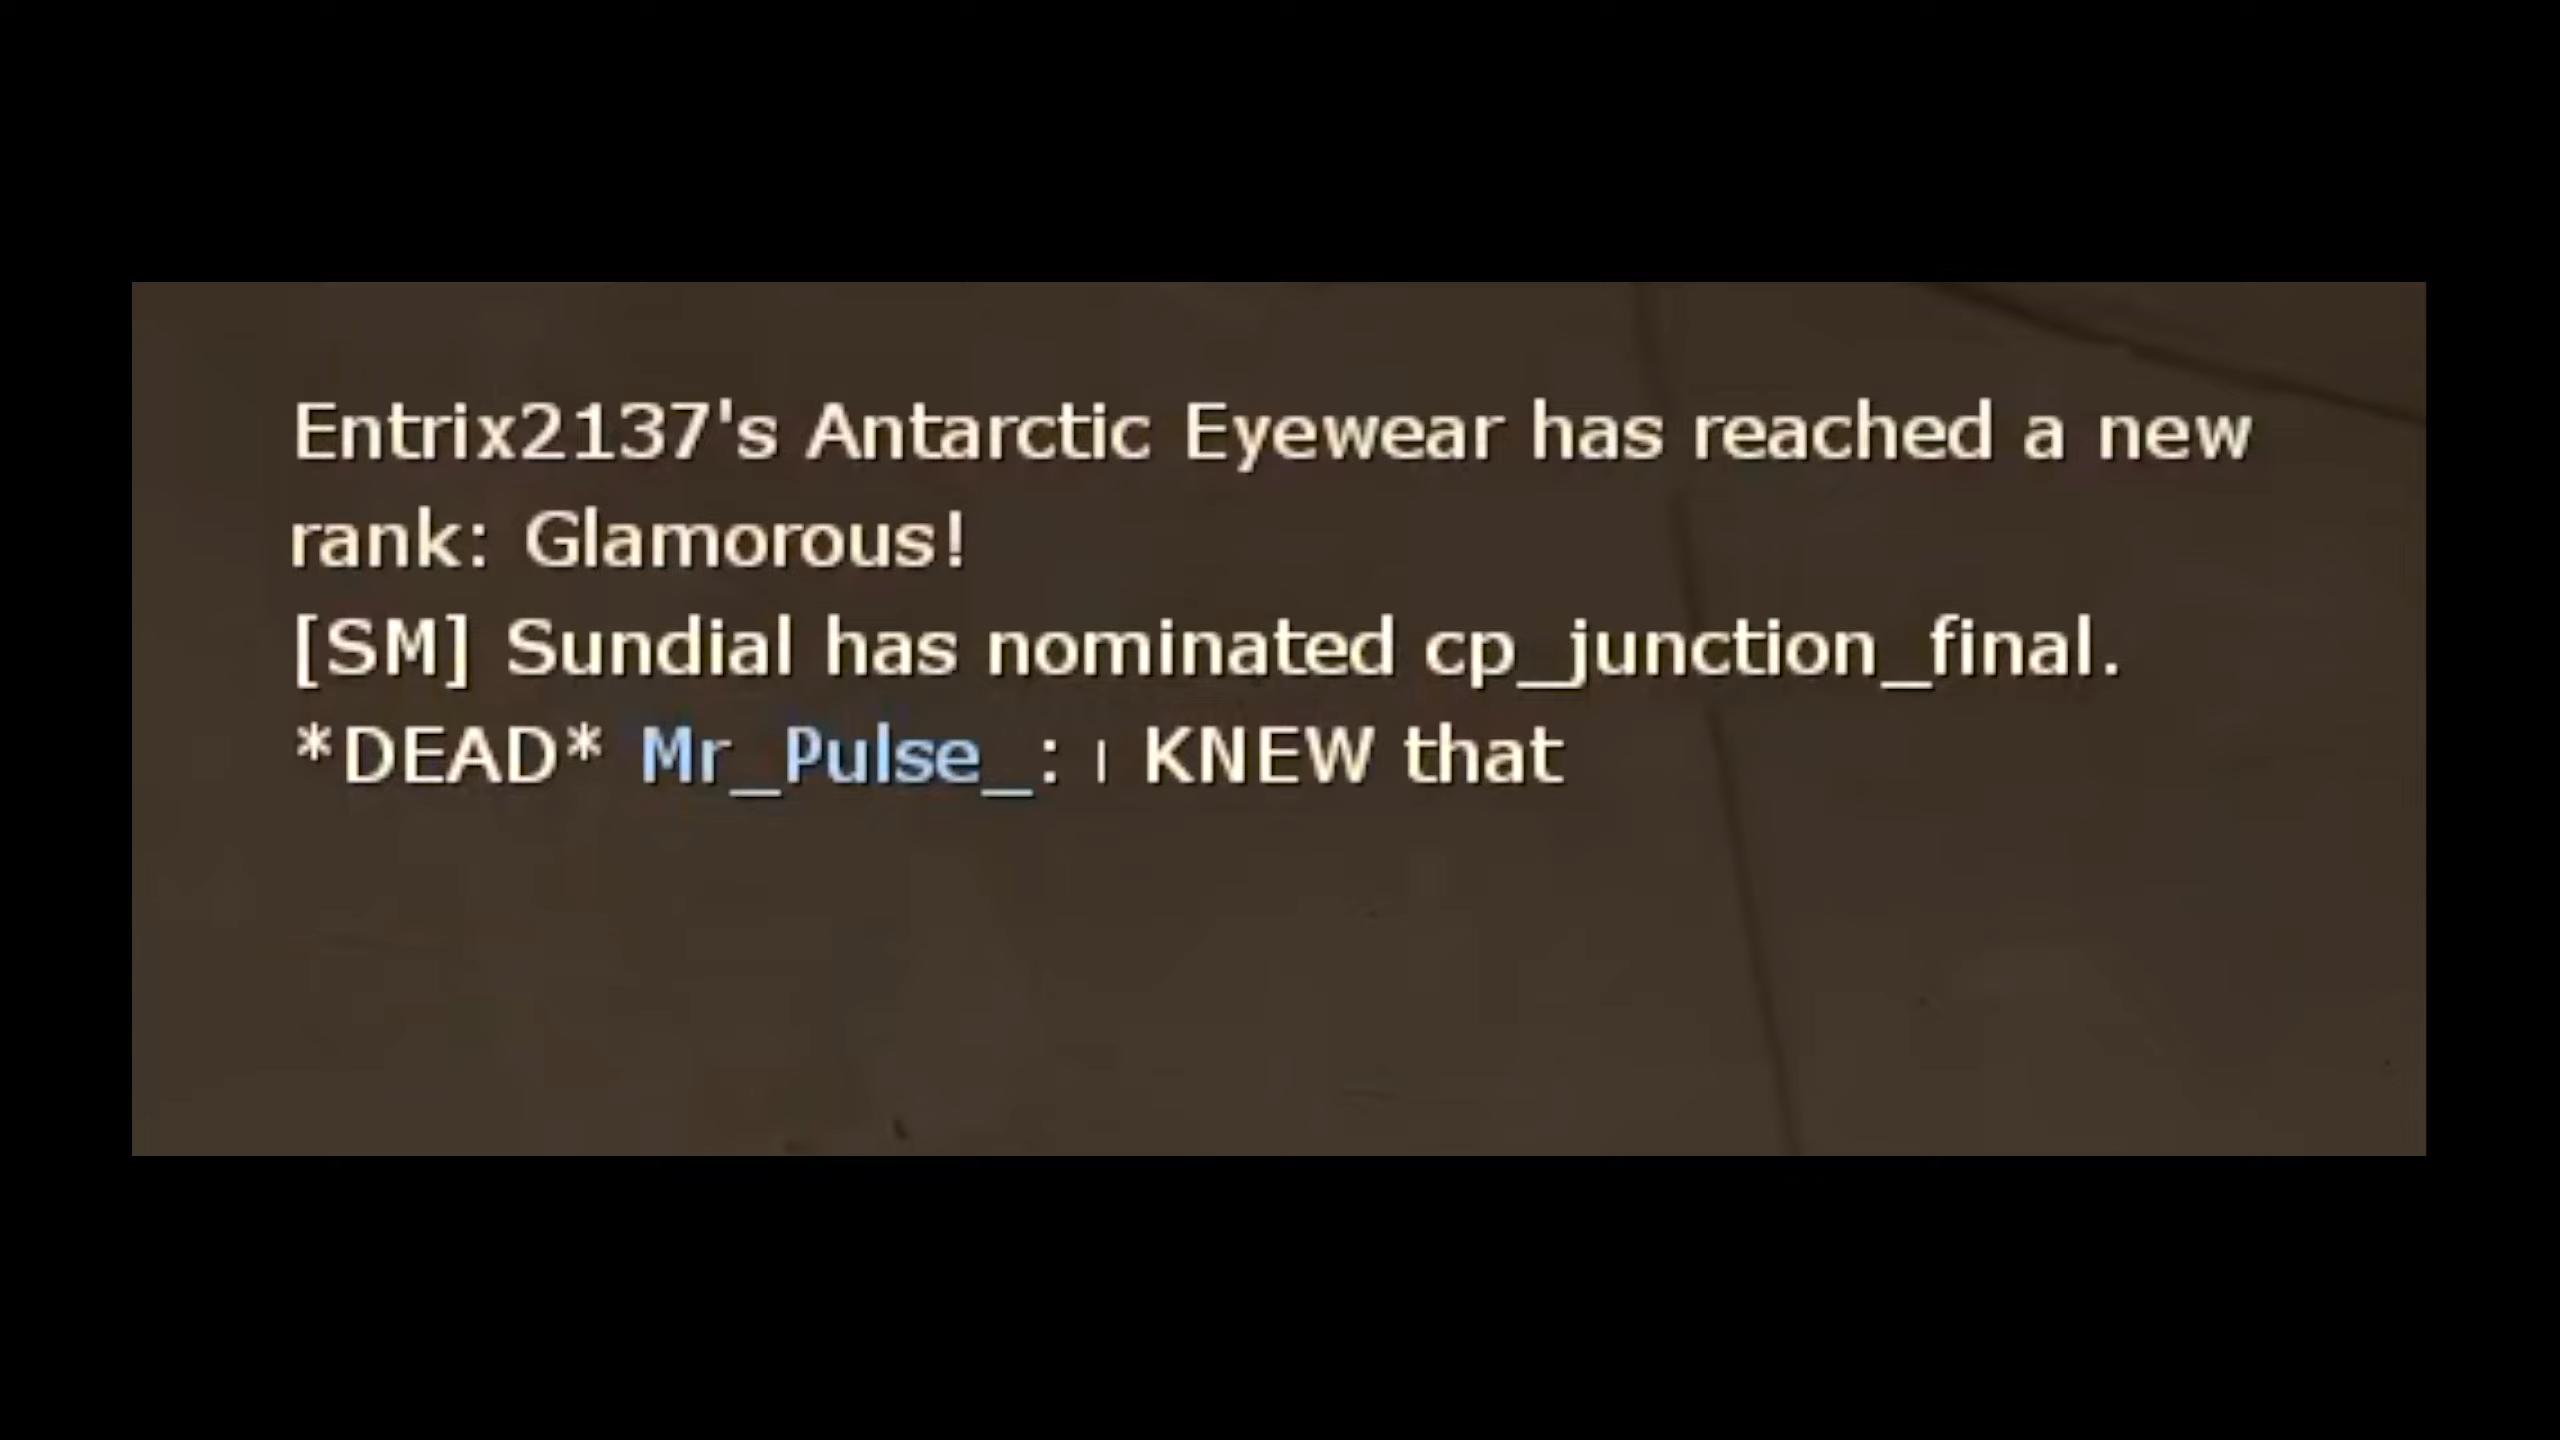 Entrix2137's Antarctic Eyewear has reached a new
rank: Glamorous!
[SM] Sundial has nominated cp_junction_final.
*DEAD* Mr_Pulse_: ı KNEW that